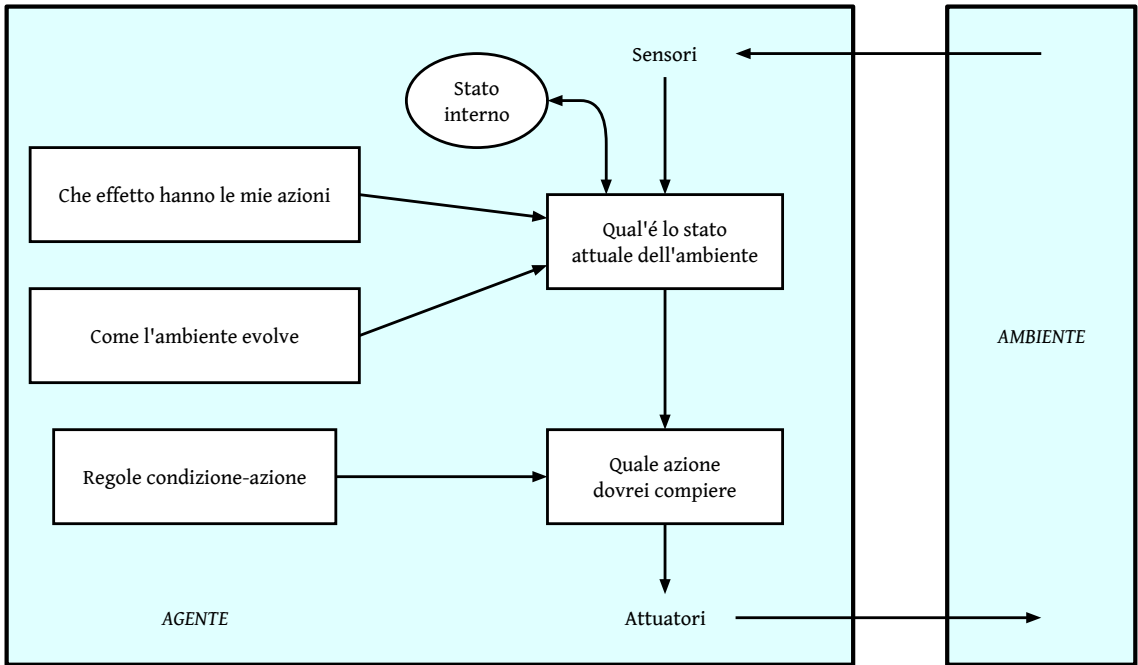 Sensori
Stato
interno
Che effetto hanno le mie azioni
Qual'é lo stato
attuale dell'ambiente
Come l'ambiente evolve
AMBIENTE
Regole condizione-azione
Quale azione
dovrei compiere
AGENTE
Attuatori